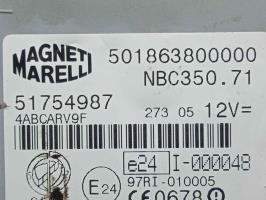 MAGNETI MARELLI 501863800000
NBC350.71
51754987 273 05 12V=
4ABCARV9F
e24 I-000048
E24 97RI-010005
CE0678